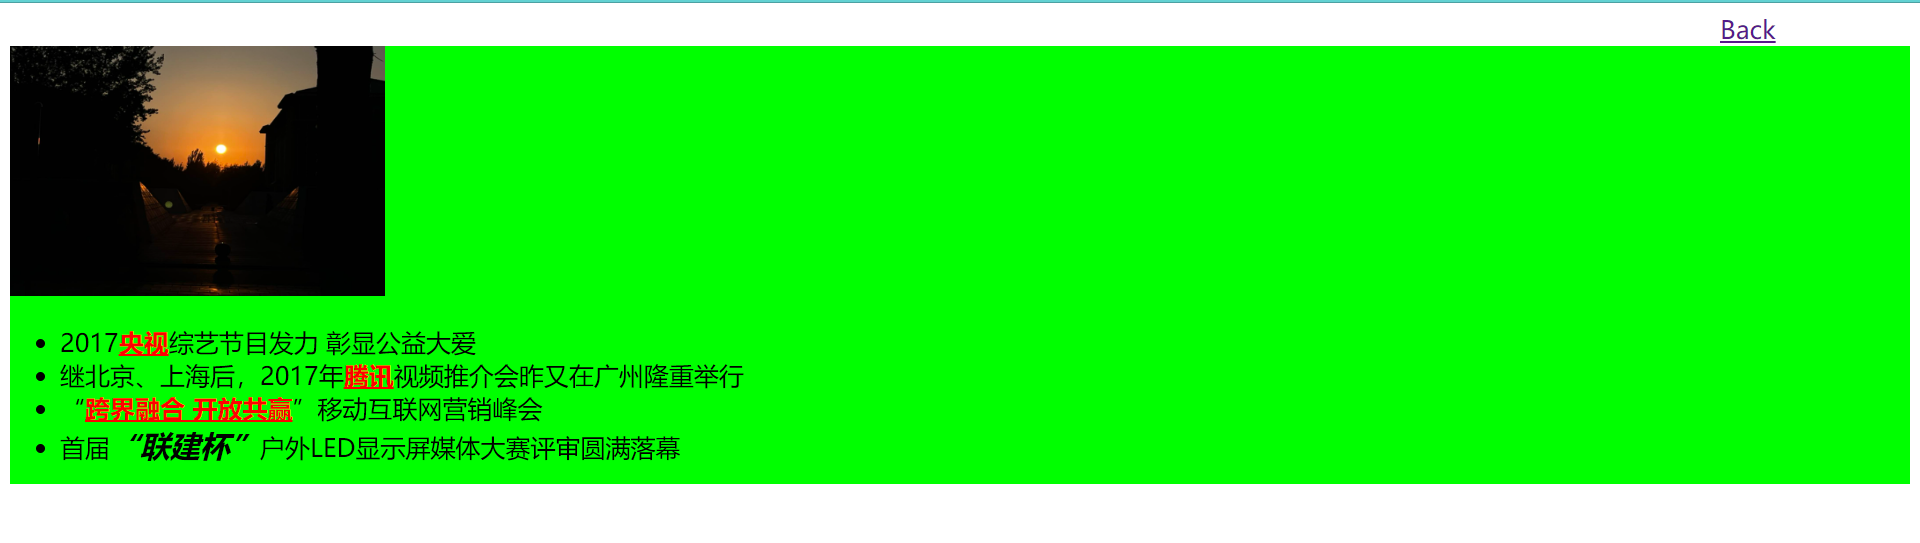 Back
2017央视综艺节目发力 彰显公益大爱
继北京、上海后，2017年腾讯视频推介会昨又在广州隆重举行
“跨界融合 开放共赢”移动互联网营销峰会
首届“联建杯”户外LED显示屏媒体大赛评审圆满落幕